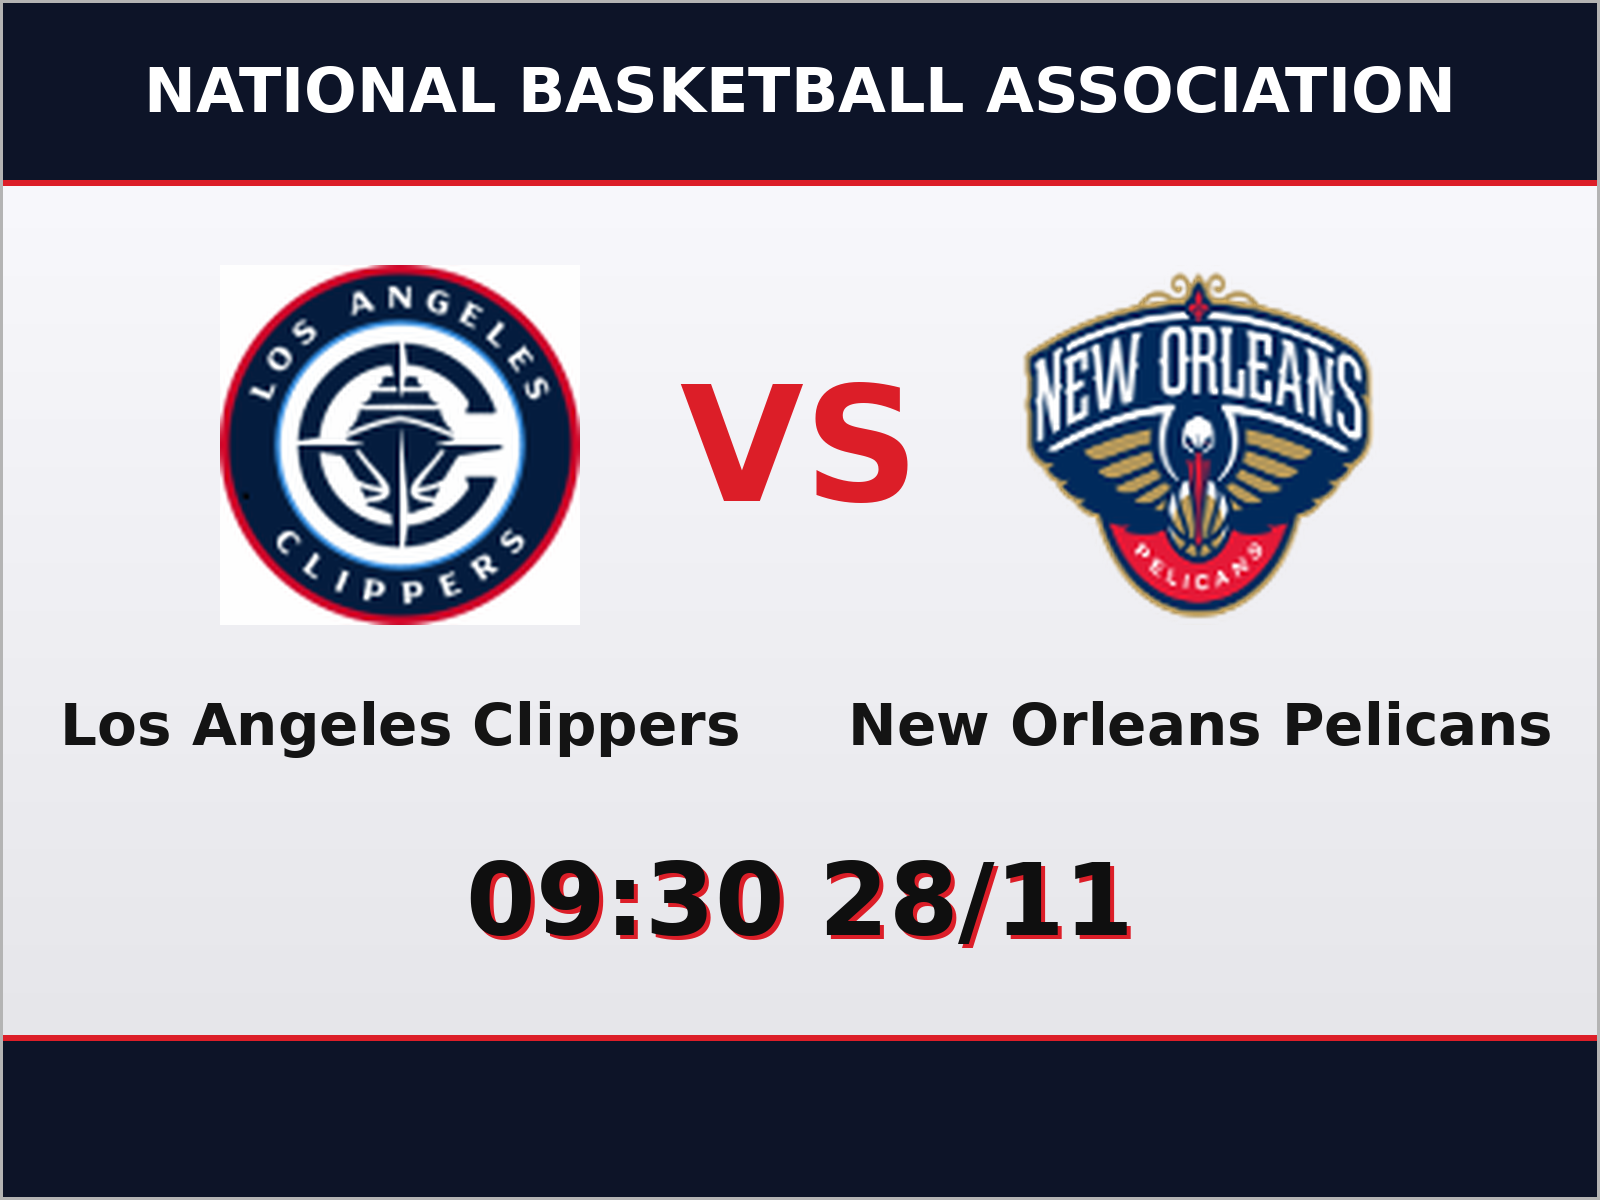 NATIONAL BASKETBALL ASSOCIATION
LOS ANGELES
CLIPPERS
VS
NEW ORLEANS
PELICANS
Los Angeles Clippers
New Orleans Pelicans
09:30 28/11